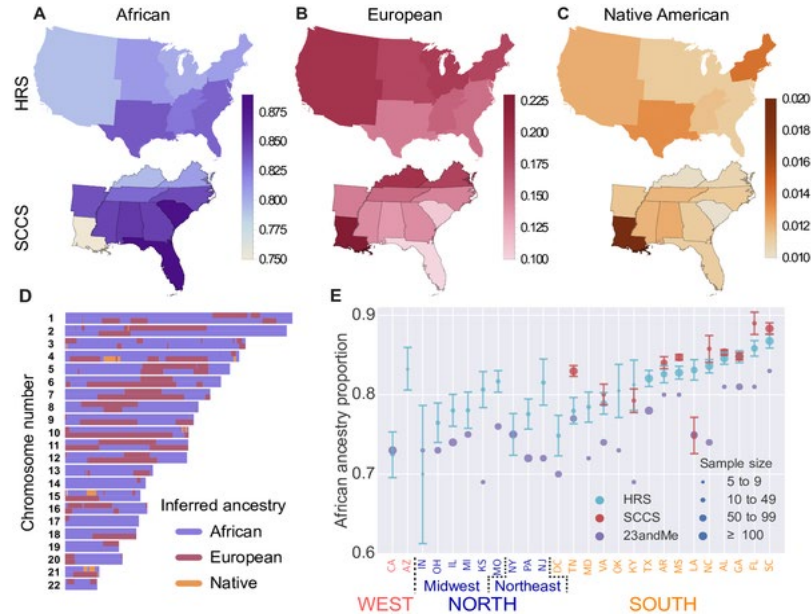 A African
B European
C Native American
HRS
SCCS
0.875
0.850
0.825
0.800
0.775
0.750
0.225
0.200
0.175
0.150
0.125
0.100
0.020
0.018
0.016
0.014
0.012
0.010
D
Chromosome number
1
2
3
4
5
6
7
8
9
10
11
12
13
14
15
16
17
18
19
20
21
22
Inferred ancestry
African
European
Native
E
African ancestry proportion
0.9
0.8
0.7
0.6
HRS
SCCS
23andMe
Sample size
5 to 9
10 to 49
50 to 99
≥ 100
CA AZ IN OH IL MI KS MO NY PA NJ DC TN MD VA OK KY TX AR MS LA NC AL GA FL SC
Midwest Northeast
WEST NORTH SOUTH